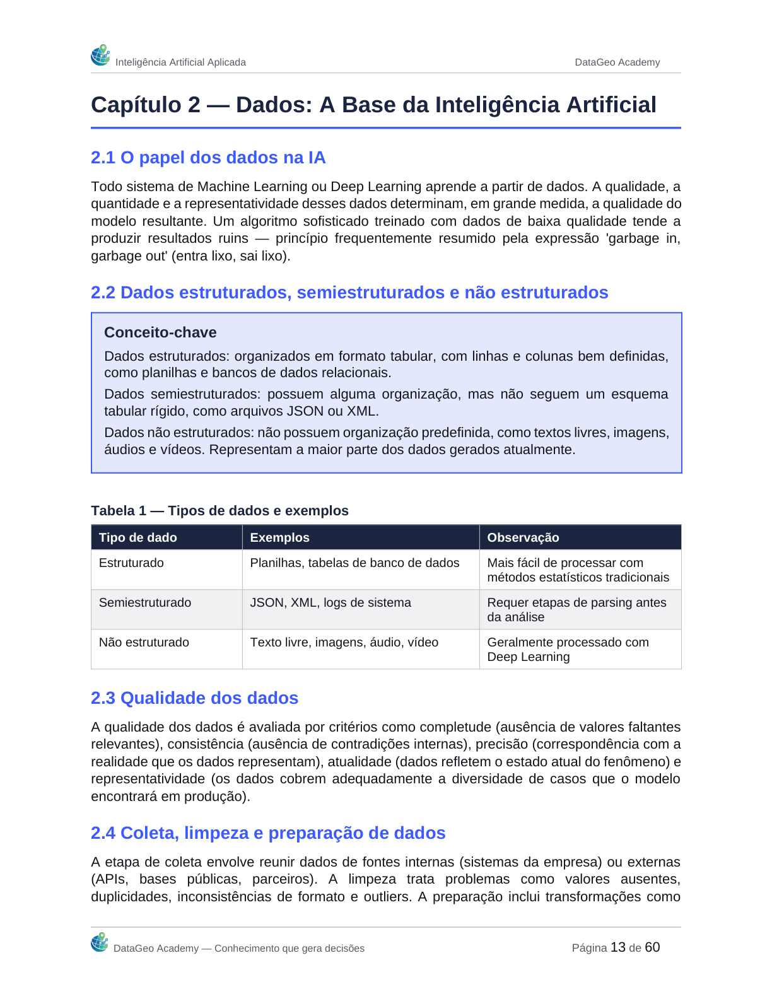 Inteligência Artificial Aplicada DataGeo Academy
Capítulo 2 — Dados: A Base da Inteligência Artificial
2.1 O papel dos dados na IA
Todo sistema de Machine Learning ou Deep Learning aprende a partir de dados. A qualidade, a
quantidade e a representatividade desses dados determinam, em grande medida, a qualidade do
modelo resultante. Um algoritmo sofisticado treinado com dados de baixa qualidade tende a
produzir resultados ruins — princípio frequentemente resumido pela expressão 'garbage in,
garbage out' (entra lixo, sai lixo).
2.2 Dados estruturados, semiestruturados e não estruturados
Conceito-chave
Dados estruturados: organizados em formato tabular, com linhas e colunas bem definidas,
como planilhas e bancos de dados relacionais.
Dados semiestruturados: possuem alguma organização, mas não seguem um esquema
tabular rígido, como arquivos JSON ou XML.
Dados não estruturados: não possuem organização predefinida, como textos livres, imagens,
áudios e vídeos. Representam a maior parte dos dados gerados atualmente.
Tabela 1 — Tipos de dados e exemplos
Tipo de dado Exemplos Observação
Estruturado Planilhas, tabelas de banco de dados Mais fácil de processar com
métodos estatísticos tradicionais
Semiestruturado JSON, XML, logs de sistema Requer etapas de parsing antes
da análise
Não estruturado Texto livre, imagens, áudio, vídeo Geralmente processado com
Deep Learning
2.3 Qualidade dos dados
A qualidade dos dados é avaliada por critérios como completude (ausência de valores faltantes
relevantes), consistência (ausência de contradições internas), precisão (correspondência com a
realidade que os dados representam), atualidade (dados refletem o estado atual do fenômeno) e
representatividade (os dados cobrem adequadamente a diversidade de casos que o modelo
encontrará em produção).
2.4 Coleta, limpeza e preparação de dados
A etapa de coleta envolve reunir dados de fontes internas (sistemas da empresa) ou externas
(APIs, bases públicas, parceiros). A limpeza trata problemas como valores ausentes,
duplicidades, inconsistências de formato e outliers. A preparação inclui transformações como
DataGeo Academy — Conhecimento que gera decisões Página 13 de 60